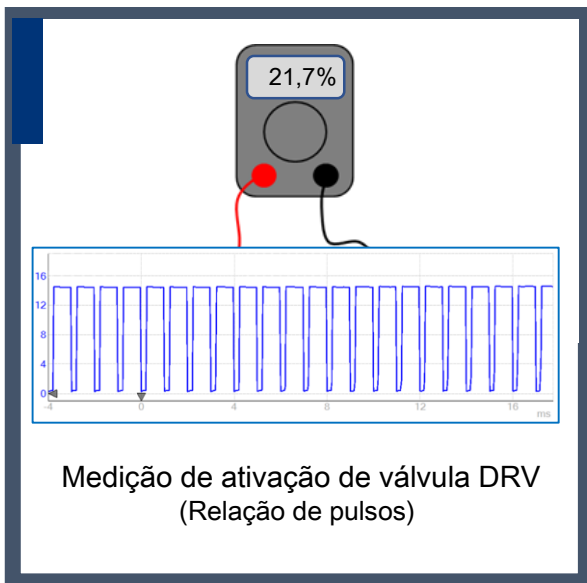 21,7%
16
12
8
4
0
-4 0 4 8 12 16
ms
Medição de ativação de válvula DRV
(Relação de pulsos)